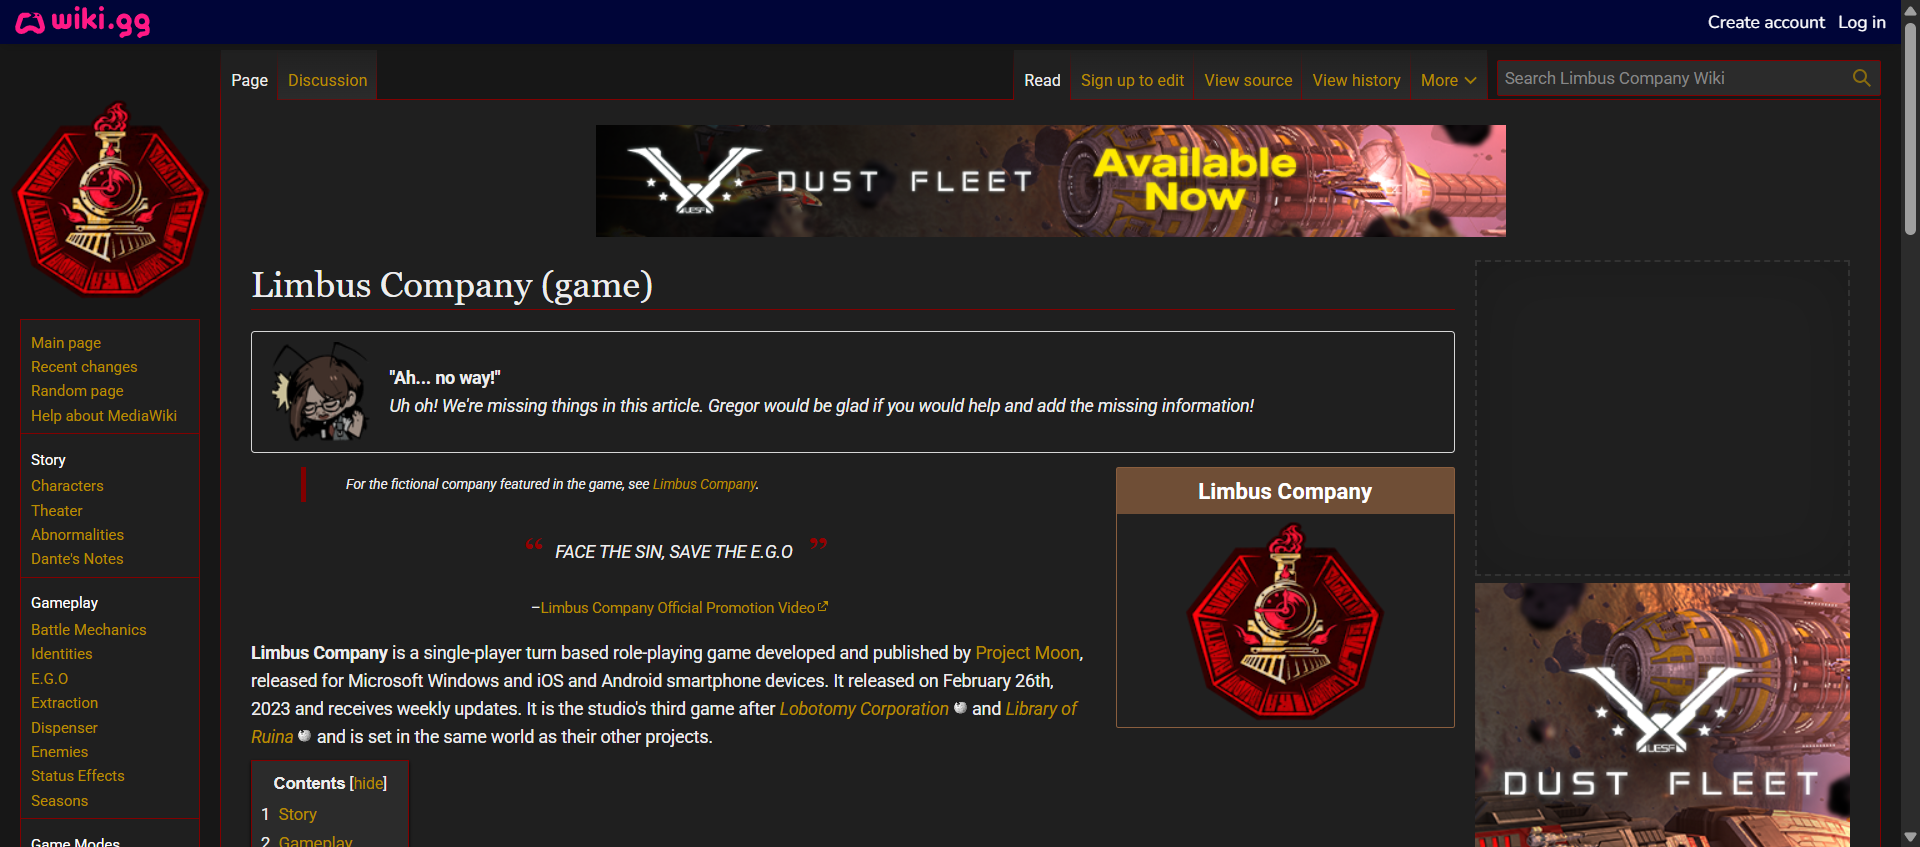 wiki.gg
Create account Log in
Page Discussion
Read Sign up to edit View source View history More
Search Limbus Company Wiki
UESF
DUST FLEET
Available
Now
Limbus Company (game)
"Ah... no way!"
Uh oh! We're missing things in this article. Gregor would be glad if you would help and add the missing information!
Main page
Recent changes
Random page
Help about MediaWiki
Story
Characters
Theater
Abnormalities
Dante's Notes
Gameplay
Battle Mechanics
Identities
E.G.O
Extraction
Dispenser
Enemies
Status Effects
Seasons
Game Modes
For the fictional company featured in the game, see Limbus Company.
“ FACE THE SIN, SAVE THE E.G.O ”
–Limbus Company Official Promotion Video
Limbus Company is a single-player turn based role-playing game developed and published by Project Moon,
released for Microsoft Windows and iOS and Android smartphone devices. It released on February 26th,
2023 and receives weekly updates. It is the studio's third game after Lobotomy Corporation and Library of
Ruina and is set in the same world as their other projects.
Contents [hide]
1 Story
2 Gameplay
Limbus Company
UESF
DUST FLEET